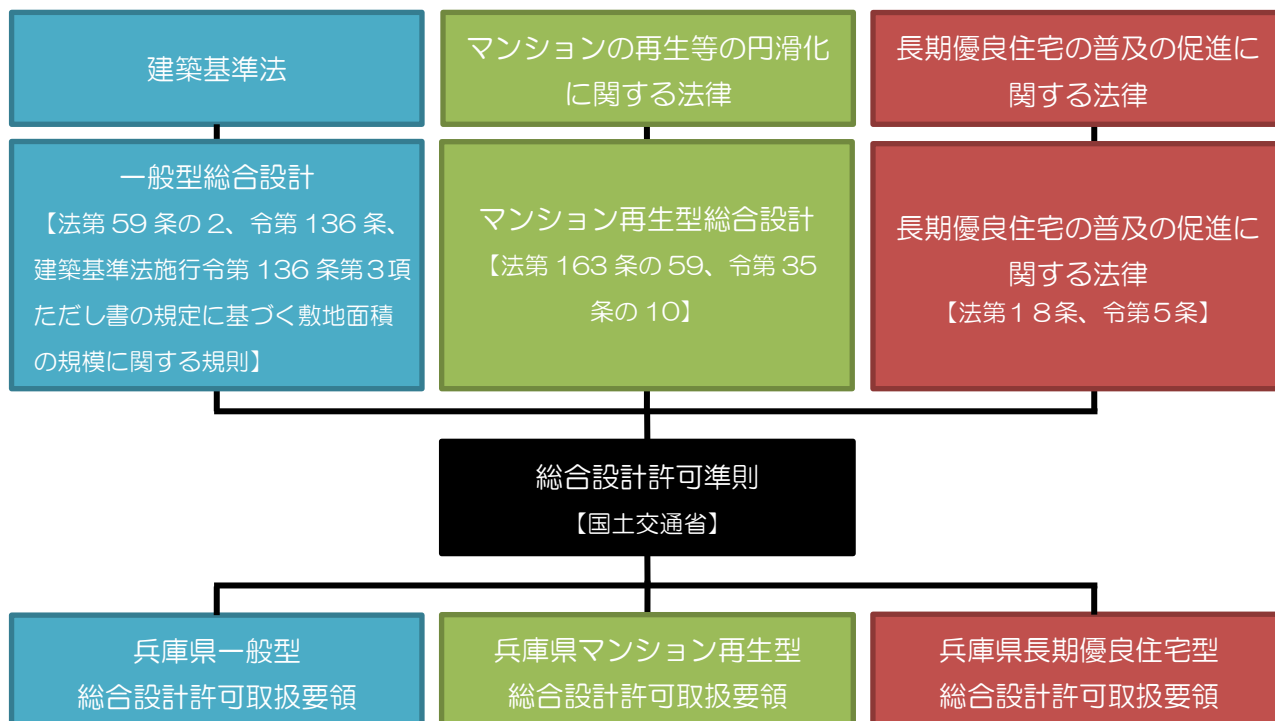 建築基準法
マンションの再生等の円滑化
に関する法律
長期優良住宅の普及の促進に
関する法律
一般型総合設計
【法第 59 条の 2、令第 136 条、
建築基準法施行令第 136 条第３項
ただし書の規定に基づく敷地面積
の規模に関する規則】
マンション再生型総合設計
【法第 163 条の 59、令第 35
条の 10】
長期優良住宅の普及の促進に
関する法律
【法第１８条、令第５条】
総合設計許可準則
【国土交通省】
兵庫県一般型
総合設計許可取扱要領
兵庫県マンション再生型
総合設計許可取扱要領
兵庫県長期優良住宅型
総合設計許可取扱要領